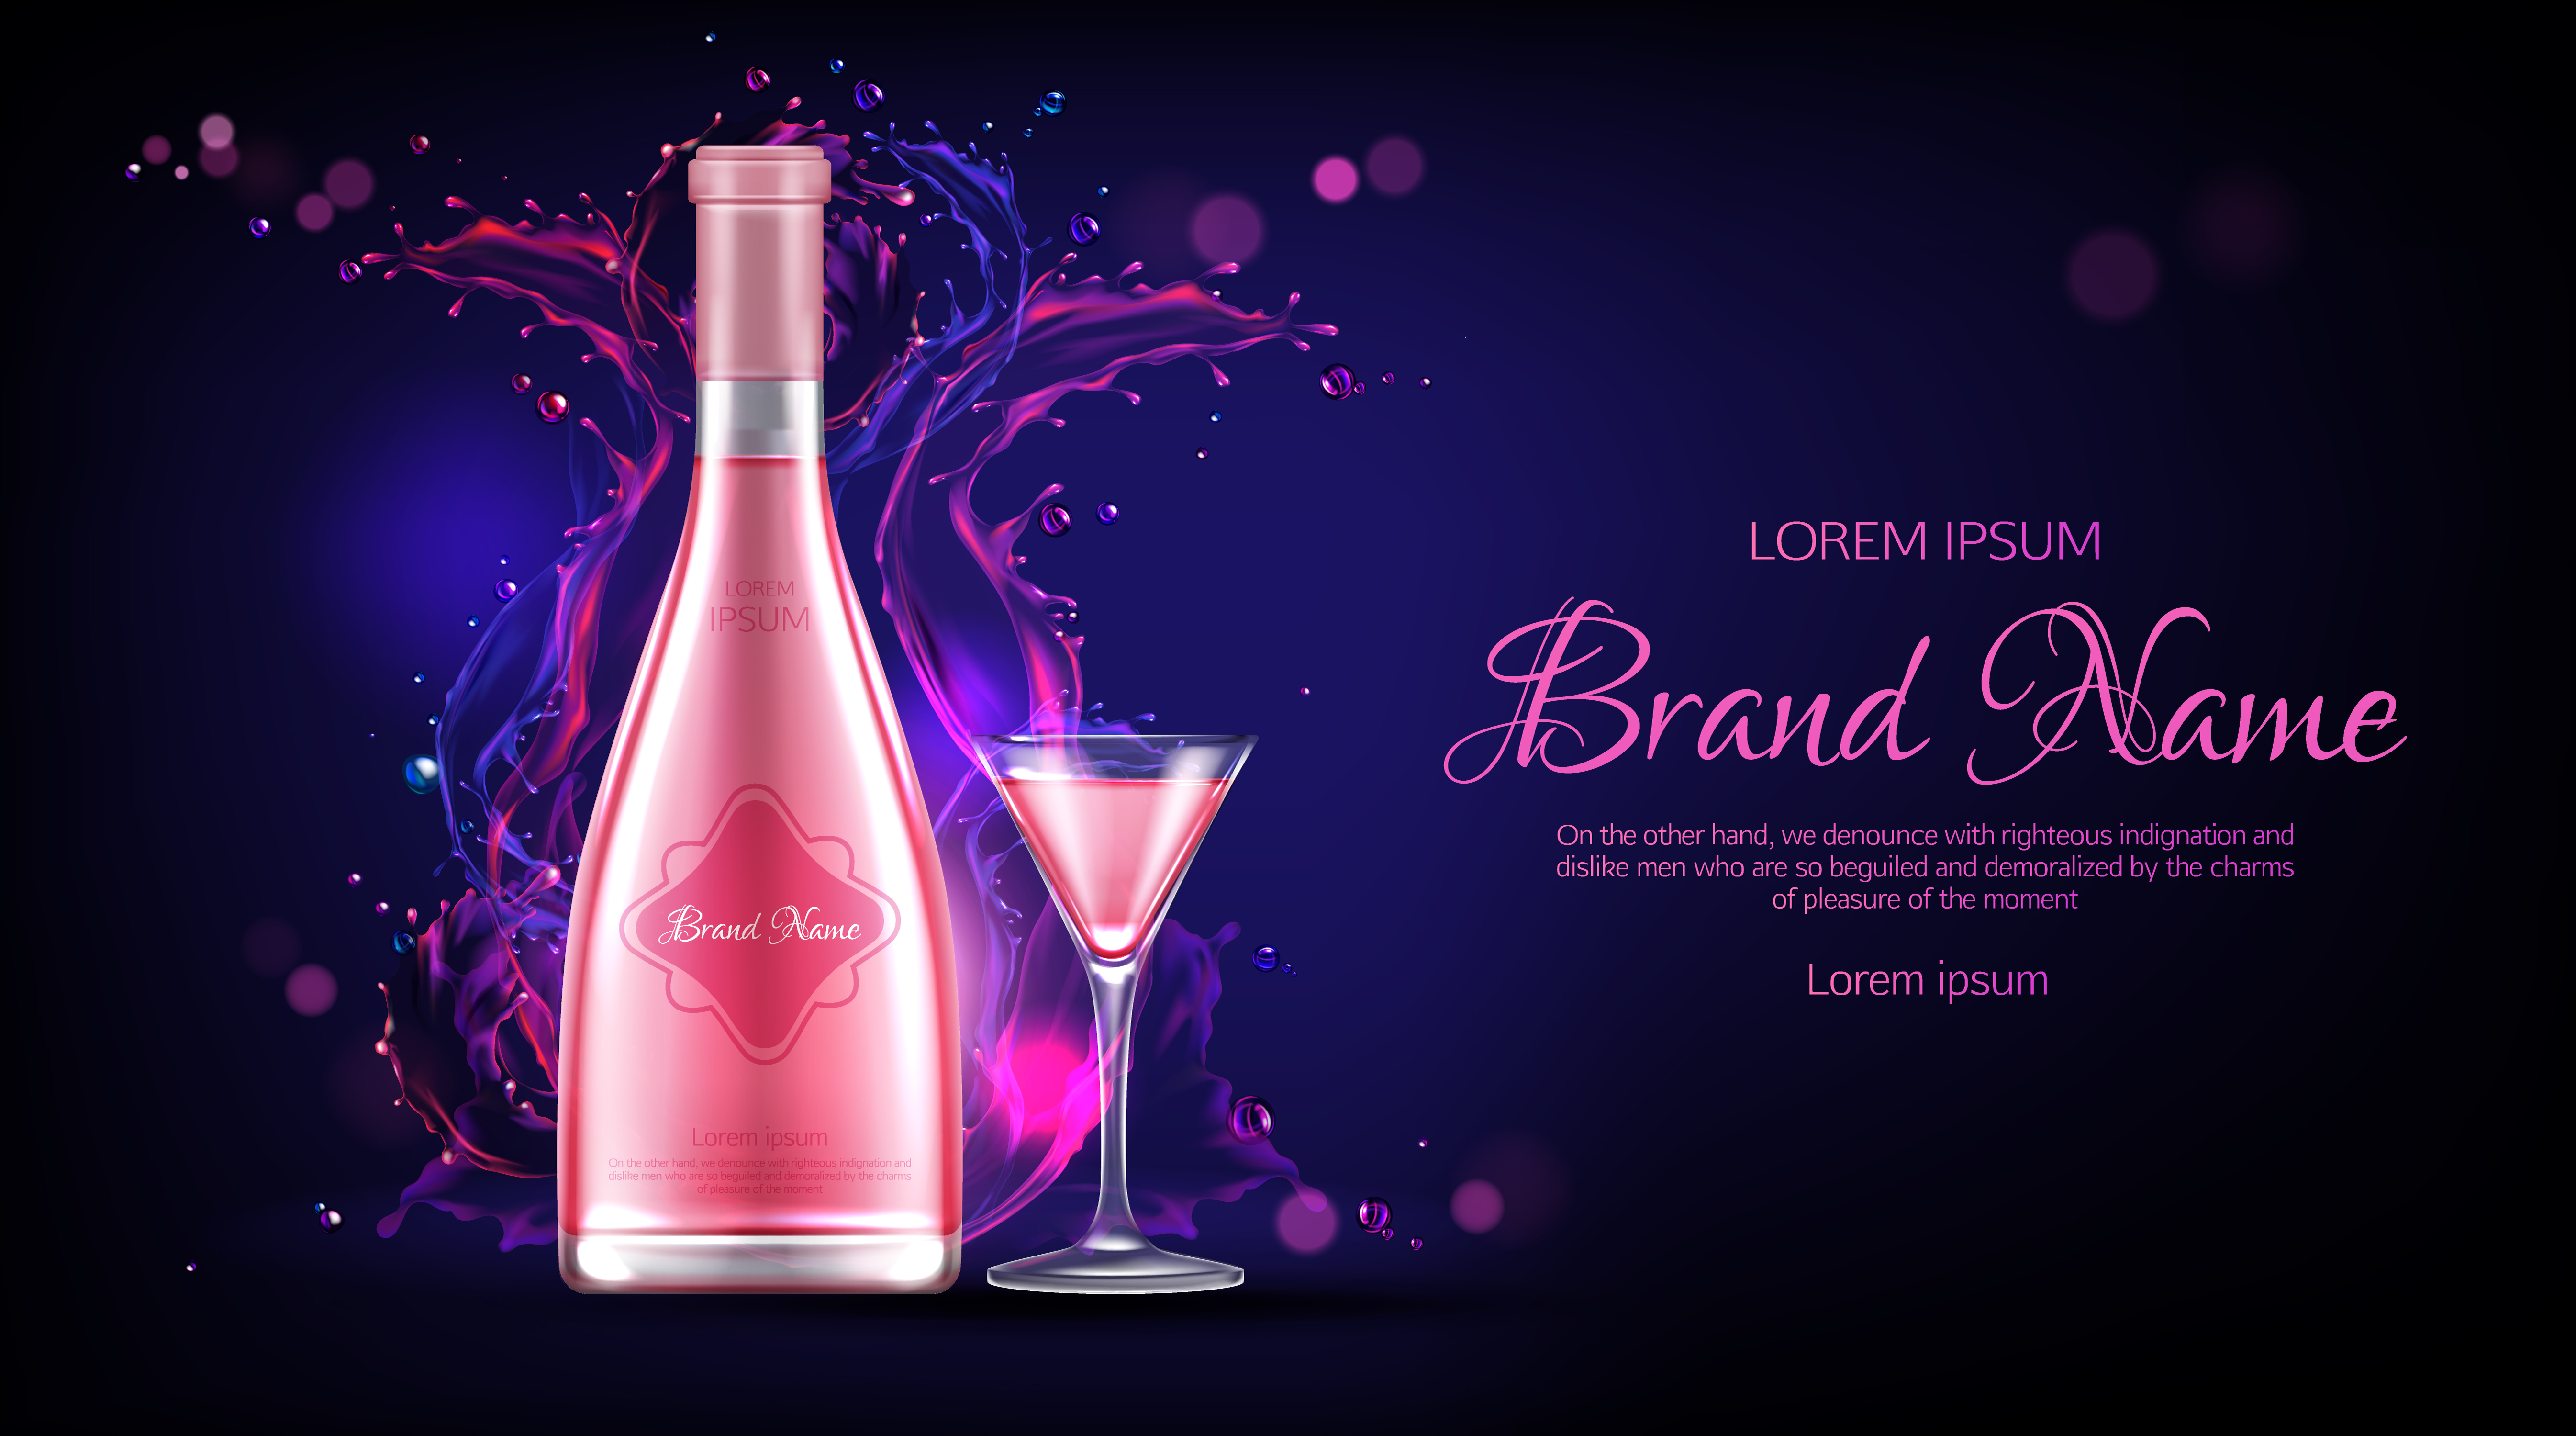 LOREM
IPSUM
Brand Name
Lorem ipsum
On the other hand, we denounce with righteous indignation and
dislike men who are so beguiled and demoralized by the charms
of pleasure of the moment
LOREM IPSUM
Brand Name
On the other hand, we denounce with righteous indignation and
dislike men who are so beguiled and demoralized by the charms
of pleasure of the moment
Lorem ipsum